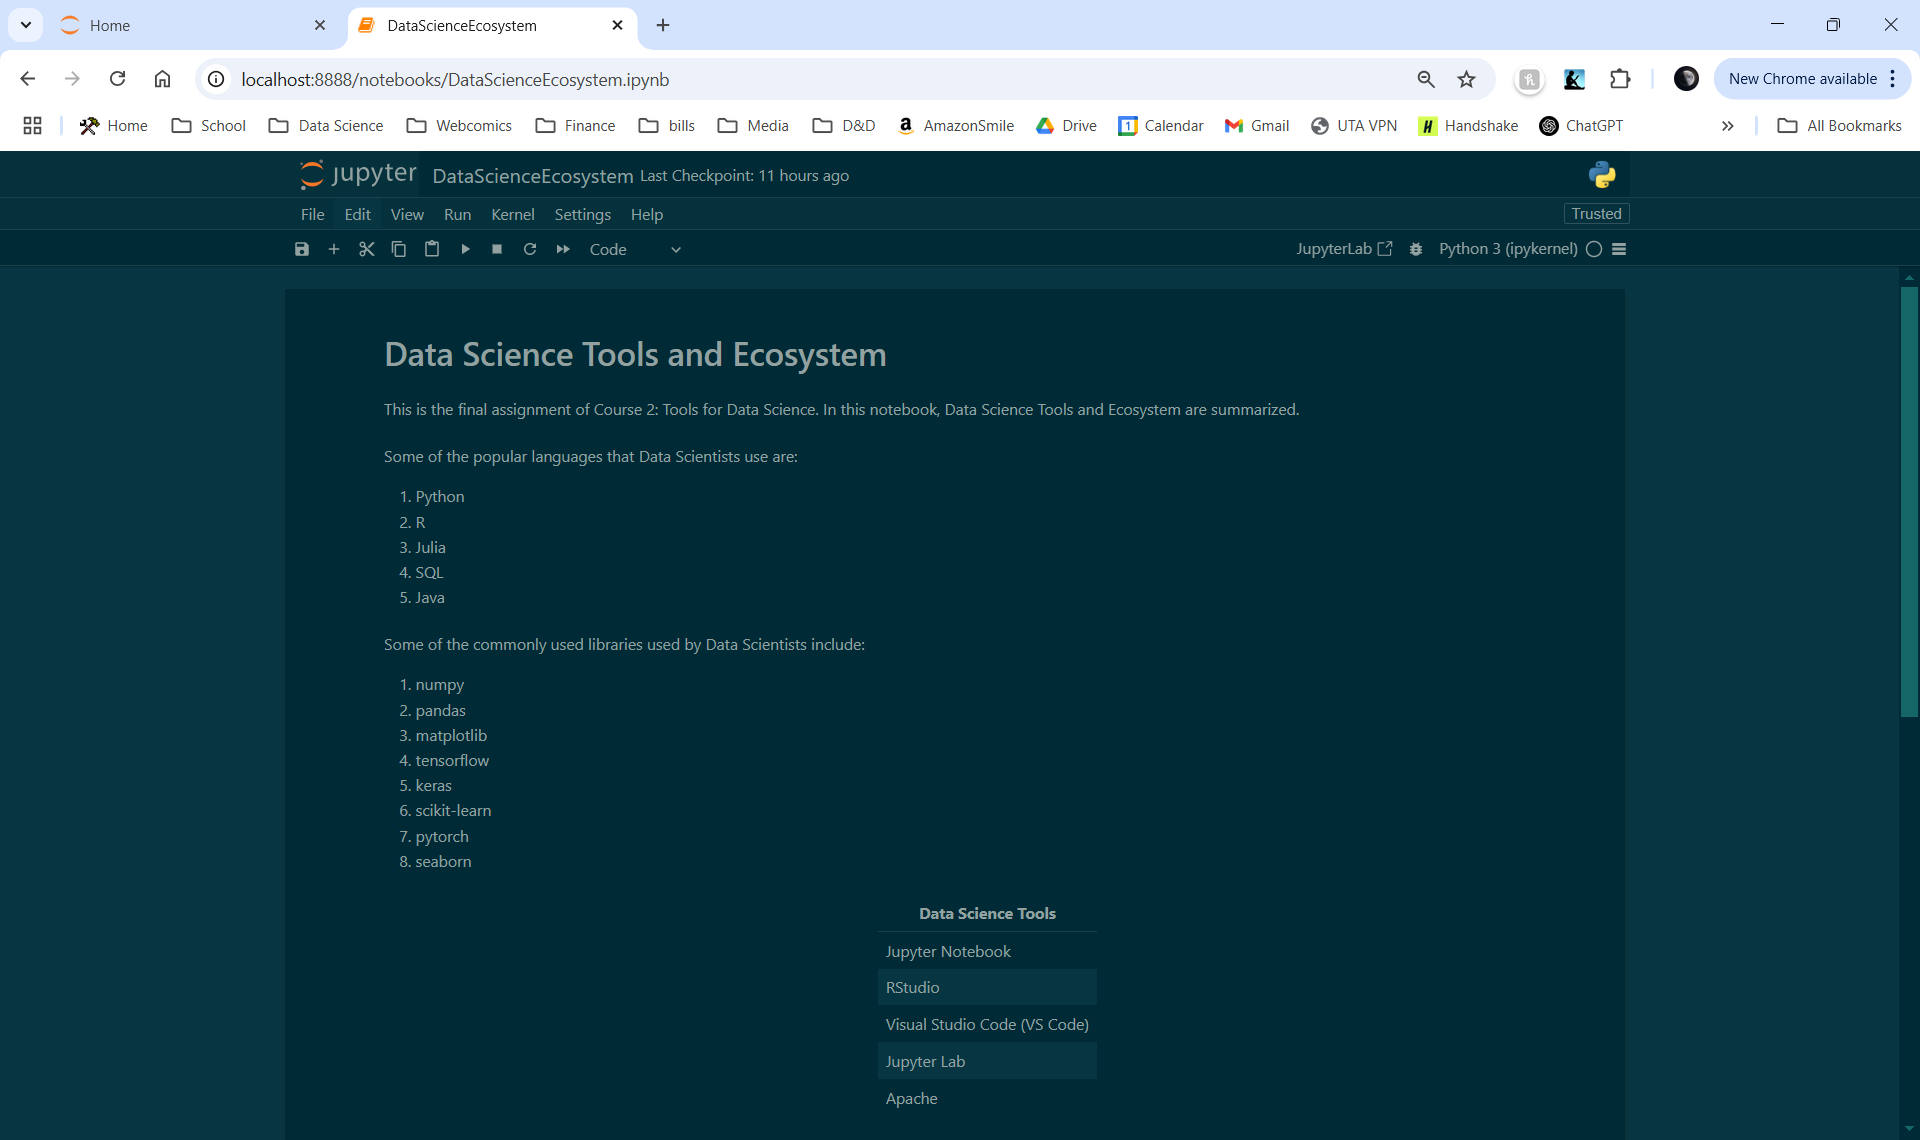 Home
DataScienceEcosystem
localhost:8888/notebooks/DataScienceEcosystem.ipynb
New Chrome available
Home School Data Science Webcomics Finance bills Media D&D AmazonSmile Drive Calendar Gmail UTA VPN Handshake ChatGPT All Bookmarks
jupyter DataScienceEcosystem Last Checkpoint: 11 hours ago
File Edit View Run Kernel Settings Help Trusted
Code JupyterLab Python 3 (ipykernel)
Data Science Tools and Ecosystem
This is the final assignment of Course 2: Tools for Data Science. In this notebook, Data Science Tools and Ecosystem are summarized.
Some of the popular languages that Data Scientists use are:
1. Python
2. R
3. Julia
4. SQL
5. Java
Some of the commonly used libraries used by Data Scientists include:
1. numpy
2. pandas
3. matplotlib
4. tensorflow
5. keras
6. scikit-learn
7. pytorch
8. seaborn
Data Science Tools
Jupyter Notebook
RStudio
Visual Studio Code (VS Code)
Jupyter Lab
Apache